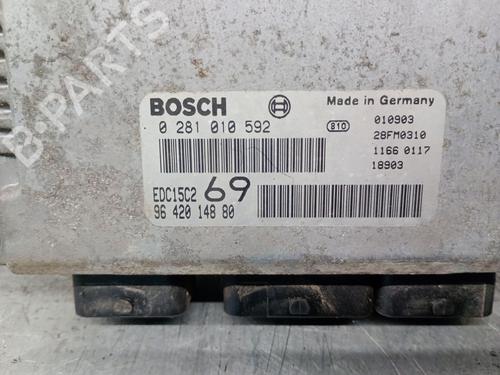 B-PARTS
BOSCH
Made in Germany
0 281 010 592
810
010903
28FM0310
1166 0117
18903
EDC15C2 69
96 420 148 80